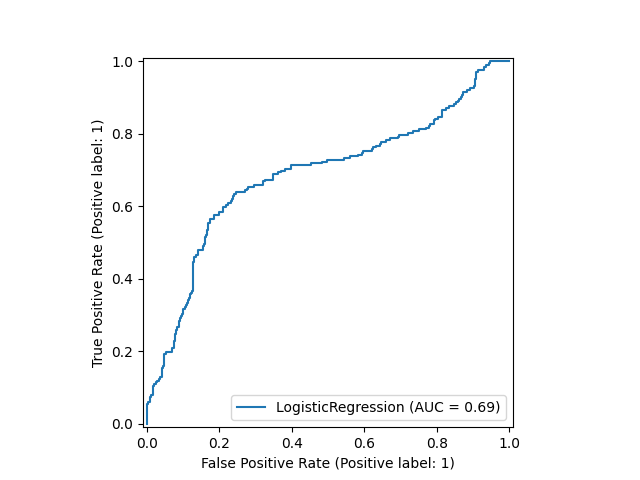 1.0
0.8
0.6
0.4
0.2
0.0
True Positive Rate (Positive label: 1)
LogisticRegression (AUC = 0.69)
0.0 0.2 0.4 0.6 0.8 1.0
False Positive Rate (Positive label: 1)